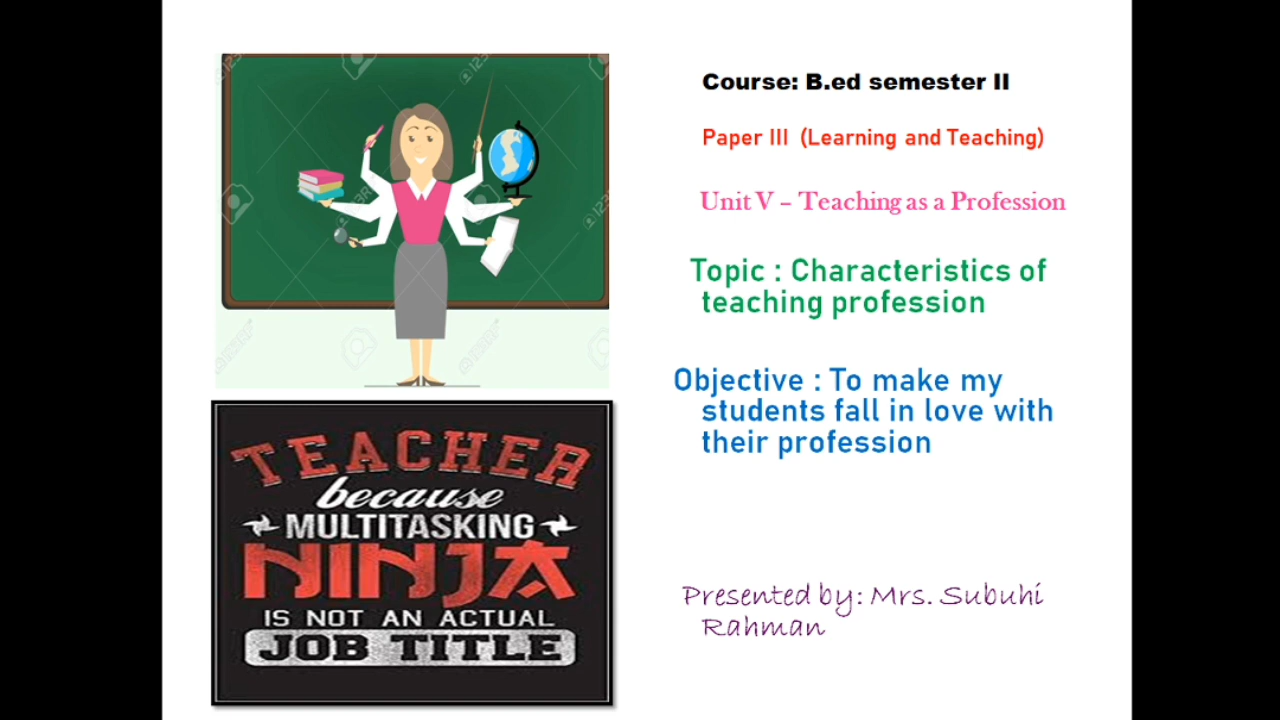 Course: B.ed semester II
Paper III (Learning and Teaching)
Unit V – Teaching as a Profession
Topic : Characteristics of
teaching profession
Objective : To make my
students fall in love with
their profession
Presented by: Mrs. Subuhi
Rahman
TEACHER
because
MULTITASKING
NINJA
IS NOT AN ACTUAL
JOB TITLE